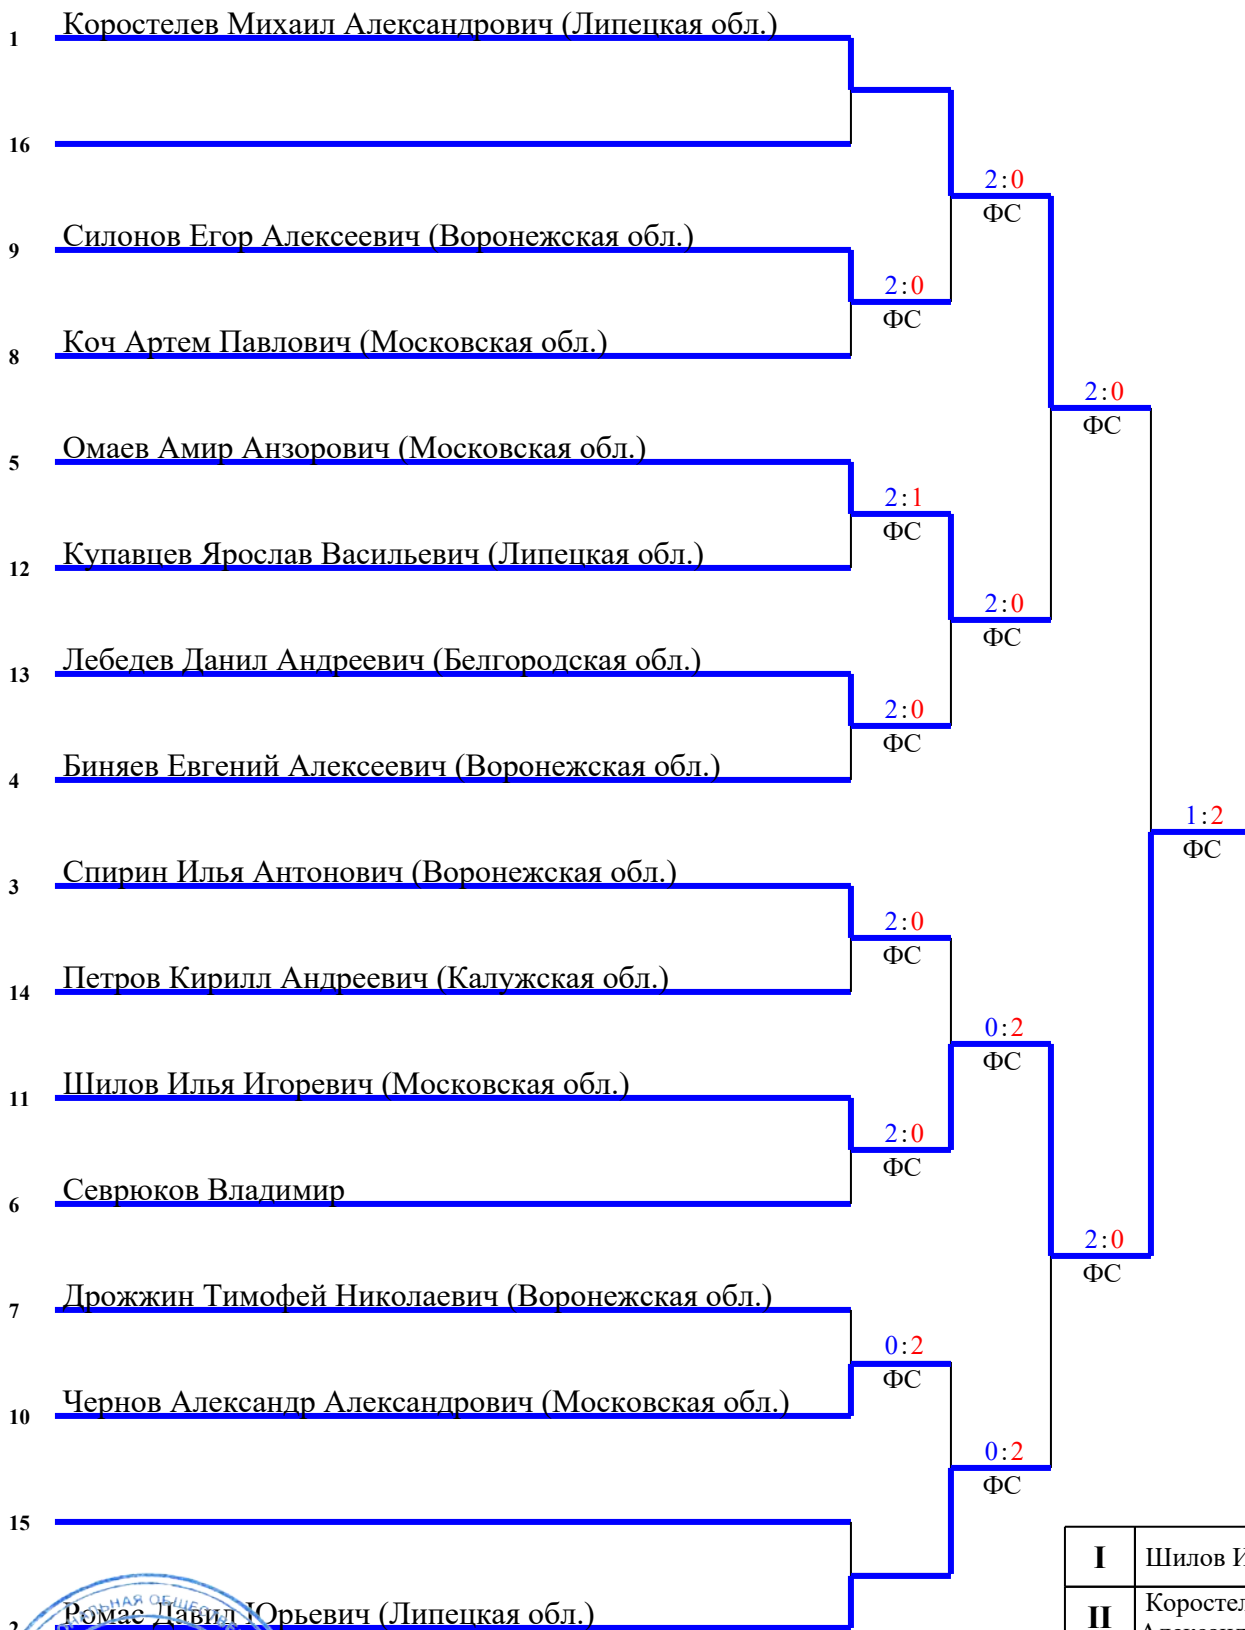 1 Коростелев Михаил Александрович (Липецкая обл.)
16
2:0
ФС
9 Силонов Егор Алексеевич (Воронежская обл.)
2:0
ФС
8 Коч Артем Павлович (Московская обл.)
2:0
ФС
5 Омаев Амир Анзорович (Московская обл.)
2:1
ФС
12 Купавцев Ярослав Васильевич (Липецкая обл.)
2:0
ФС
13 Лебедев Данил Андреевич (Белгородская обл.)
2:0
ФС
4 Биняев Евгений Алексеевич (Воронежская обл.)
1:2
ФС
3 Спирин Илья Антонович (Воронежская обл.)
2:0
ФС
14 Петров Кирилл Андреевич (Калужская обл.)
0:2
ФС
11 Шилов Илья Игоревич (Московская обл.)
2:0
ФС
6 Севрюков Владимир
2:0
ФС
7 Дрожжин Тимофей Николаевич (Воронежская обл.)
0:2
ФС
10 Чернов Александр Александрович (Московская обл.)
0:2
ФС
15
I Шилов И
2 Ромас Давид Юрьевич (Липецкая обл.)
II Коростел